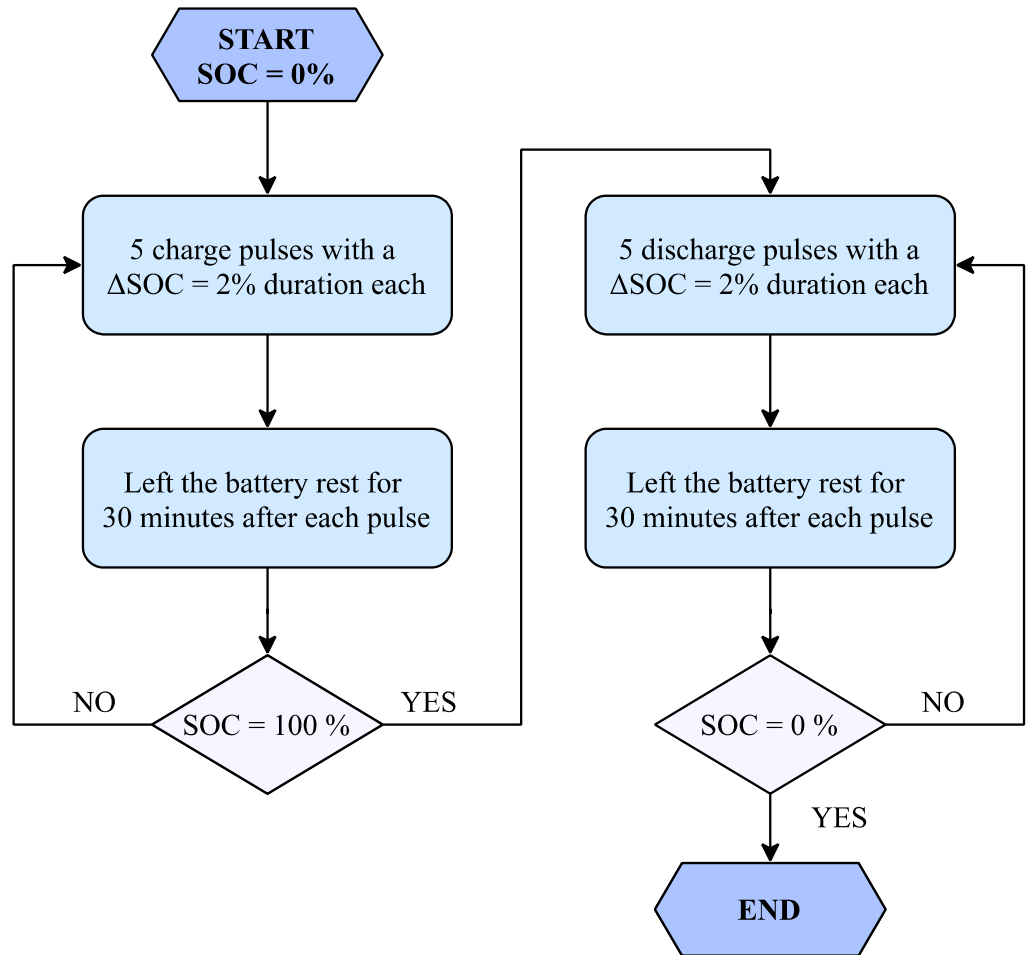 START
SOC = 0%
5 charge pulses with a
ΔSOC = 2% duration each
Left the battery rest for
30 minutes after each pulse
SOC = 100 %
NO
YES
5 discharge pulses with a
ΔSOC = 2% duration each
Left the battery rest for
30 minutes after each pulse
SOC = 0 %
NO
YES
END